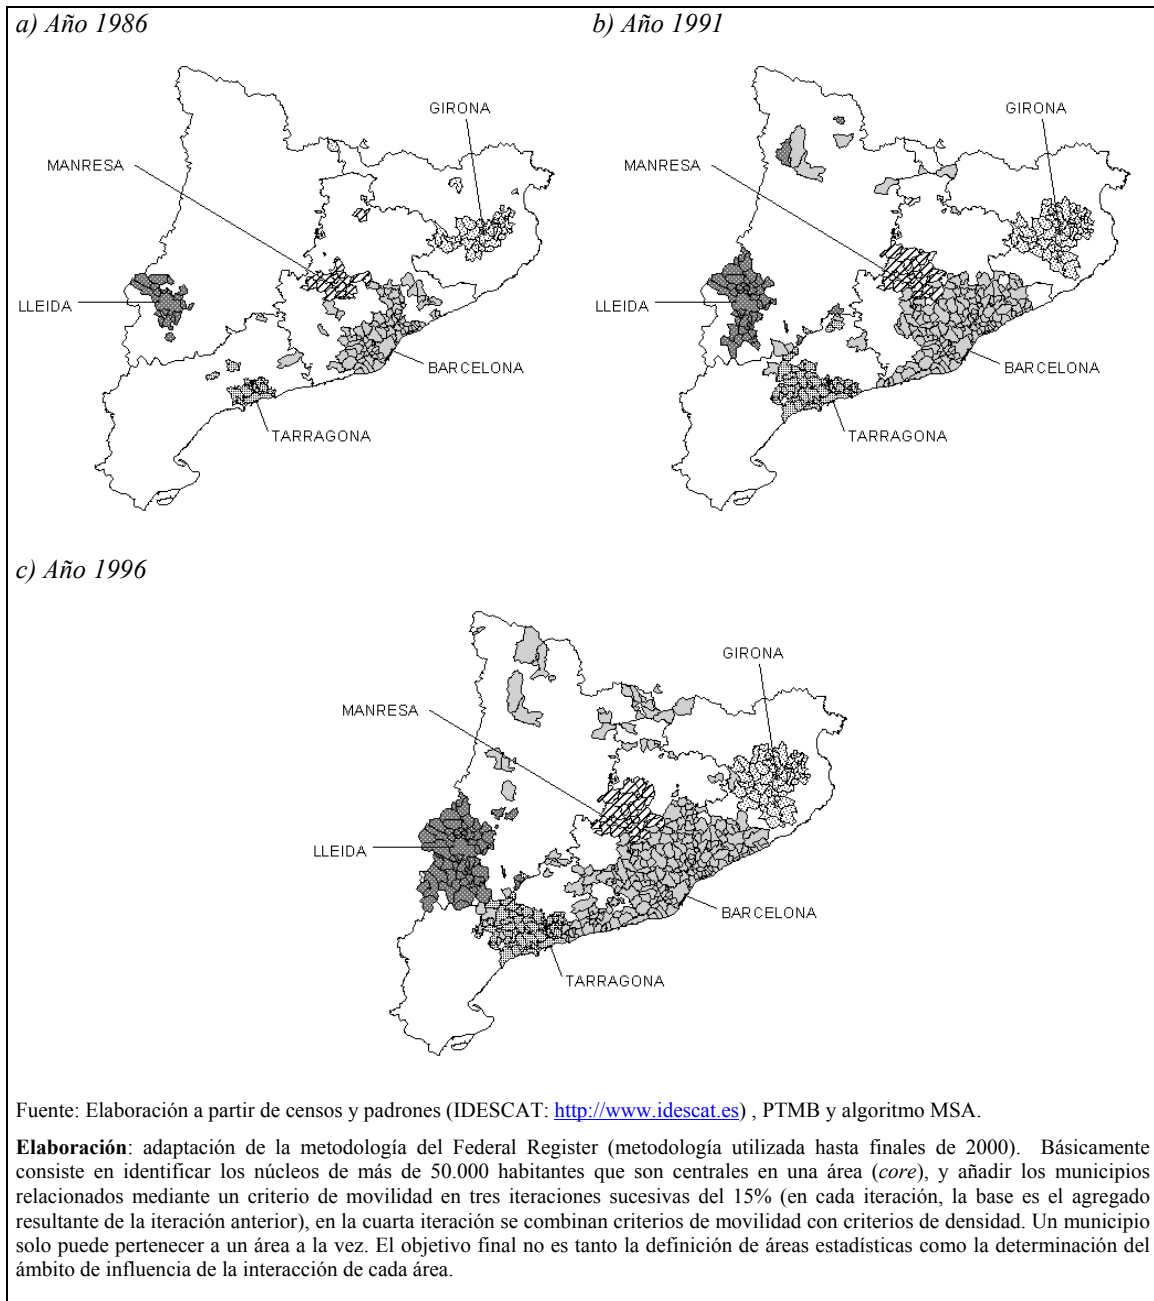 a) Año 1986
b) Año 1991
GIRONA
MANRESA
LLEIDA
BARCELONA
TARRAGONA
GIRONA
MANRESA
LLEIDA
BARCELONA
TARRAGONA
c) Año 1996
GIRONA
MANRESA
LLEIDA
BARCELONA
TARRAGONA
Fuente: Elaboración a partir de censos y padrones (IDESCAT: http://www.idescat.es) , PTMB y algoritmo MSA.
Elaboración: adaptación de la metodología del Federal Register (metodología utilizada hasta finales de 2000). Básicamente
consiste en identificar los núcleos de más de 50.000 habitantes que son centrales en una área (core), y añadir los municipios
relacionados mediante un criterio de movilidad en tres iteraciones sucesivas del 15% (en cada iteración, la base es el agregado
resultante de la iteración anterior), en la cuarta iteración se combinan criterios de movilidad con criterios de densidad. Un municipio
solo puede pertenecer a un área a la vez. El objetivo final no es tanto la definición de áreas estadísticas como la determinación del
ámbito de influencia de la interacción de cada área.